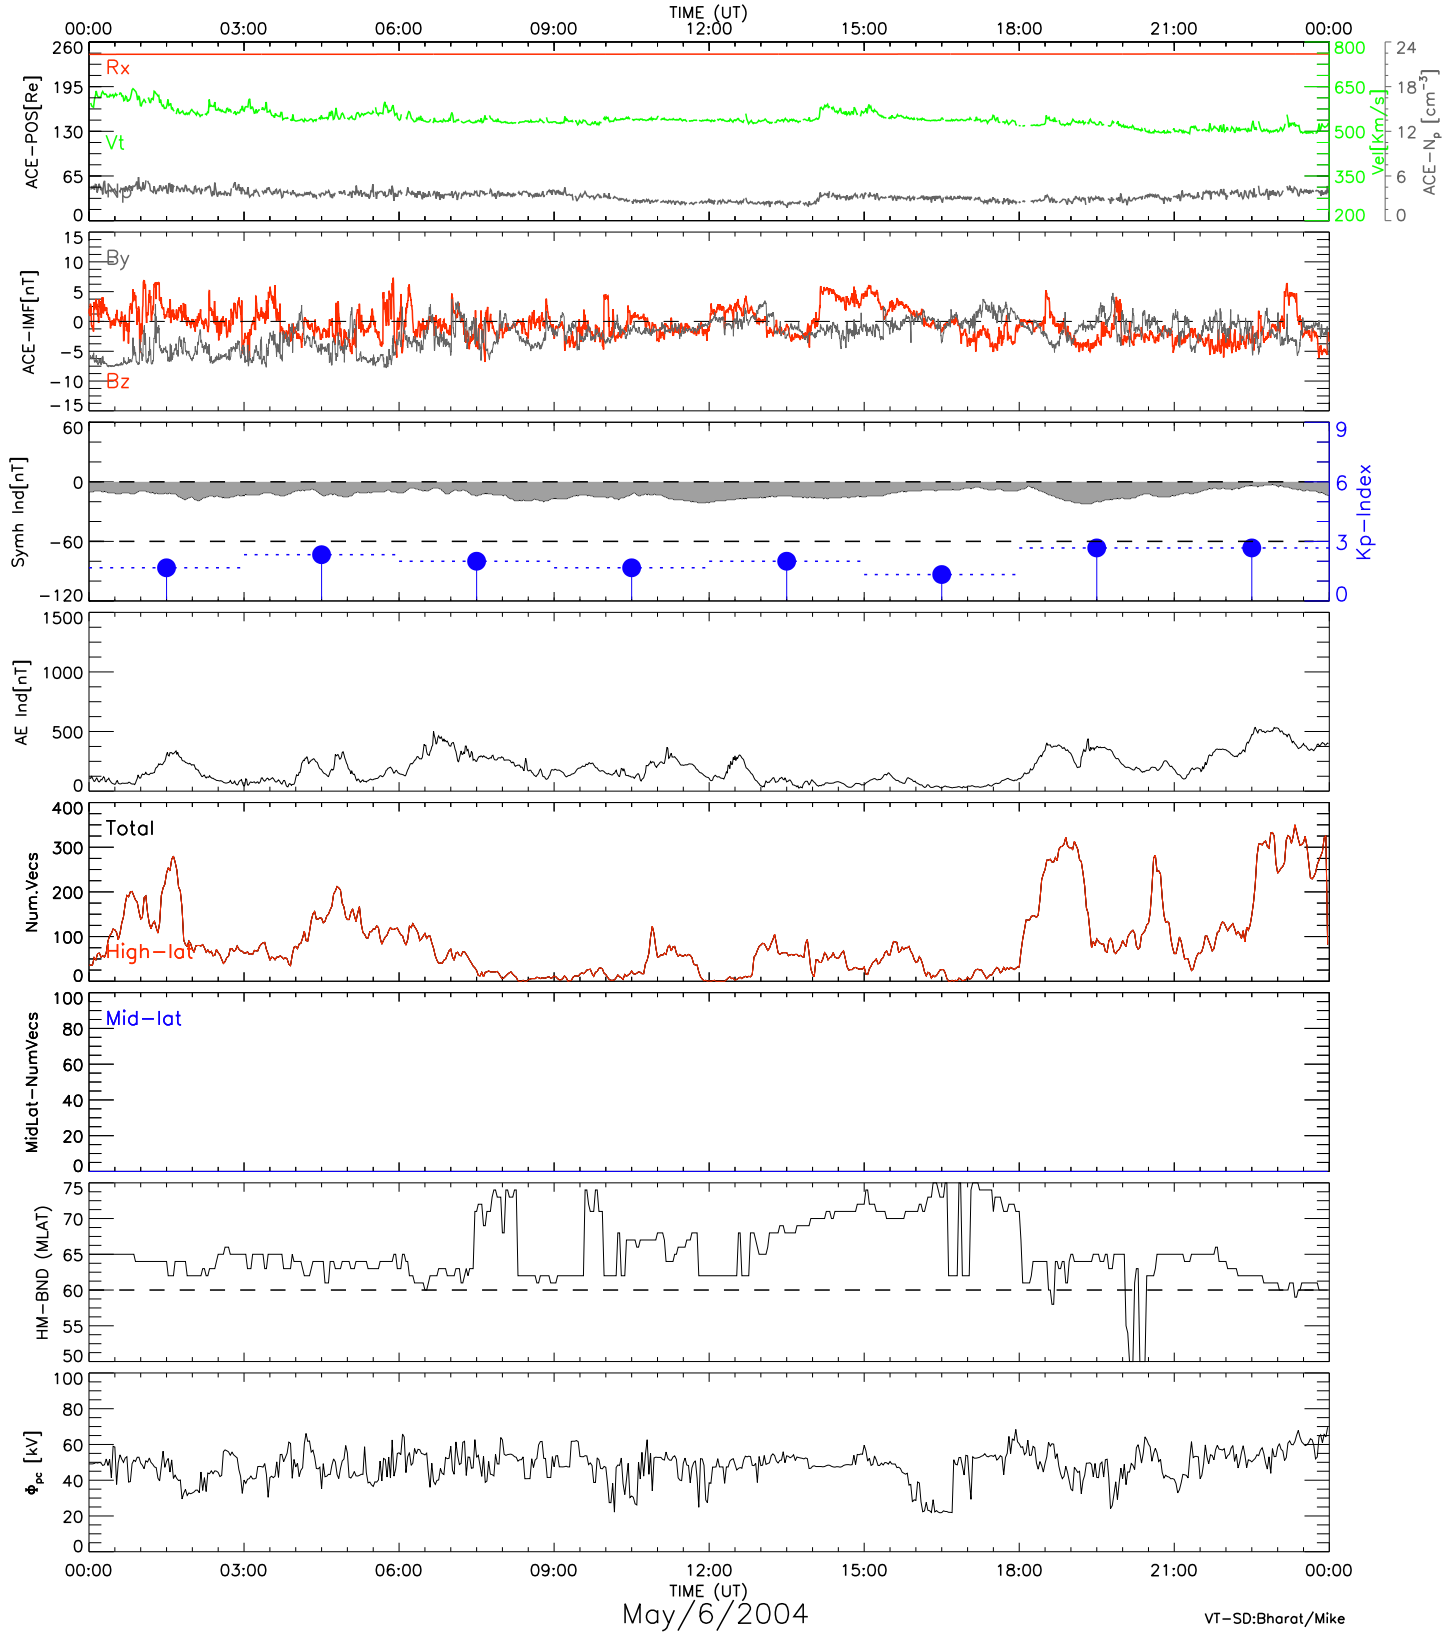 TIME (UT)
00:00 03:00 06:00 09:00 12:00 15:00 18:00 21:00 00:00
ACE-POS[Re]
260
195
130
65
0
Rx
Vt
Np
800
650
500
350
200
Vel[Km/s]
24
18
12
6
0
ACE-Np [cm-3]
ACE-IMF[nT]
15
10
5
0
-5
-10
-15
By
Bz
Symh Ind[nT]
60
0
-60
-120
9
6
3
0
Kp-Index
AE Ind[nT]
1500
1000
500
0
Num.Vecs
400
300
200
100
0
Total
High-lat
MidLat-NumVecs
100
80
60
40
20
0
Mid-lat
HM-BND (MLAT)
75
70
65
60
55
50
Φpc [kV]
100
80
60
40
20
0
00:00 03:00 06:00 09:00 12:00 15:00 18:00 21:00 00:00
TIME (UT)
May/6/2004
VT-SD:Bharat/Mike